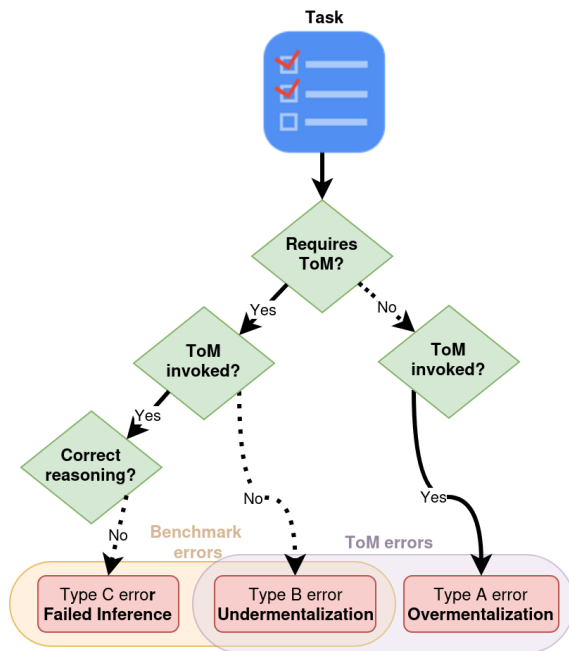 Task
Requires
ToM?
Yes
No
ToM
invoked?
ToM
invoked?
Yes
Correct
reasoning?
No
Yes
No
Benchmark
errors
ToM errors
Type C error
Failed Inference
Type B error
Undermentalization
Type A error
Overmentalization